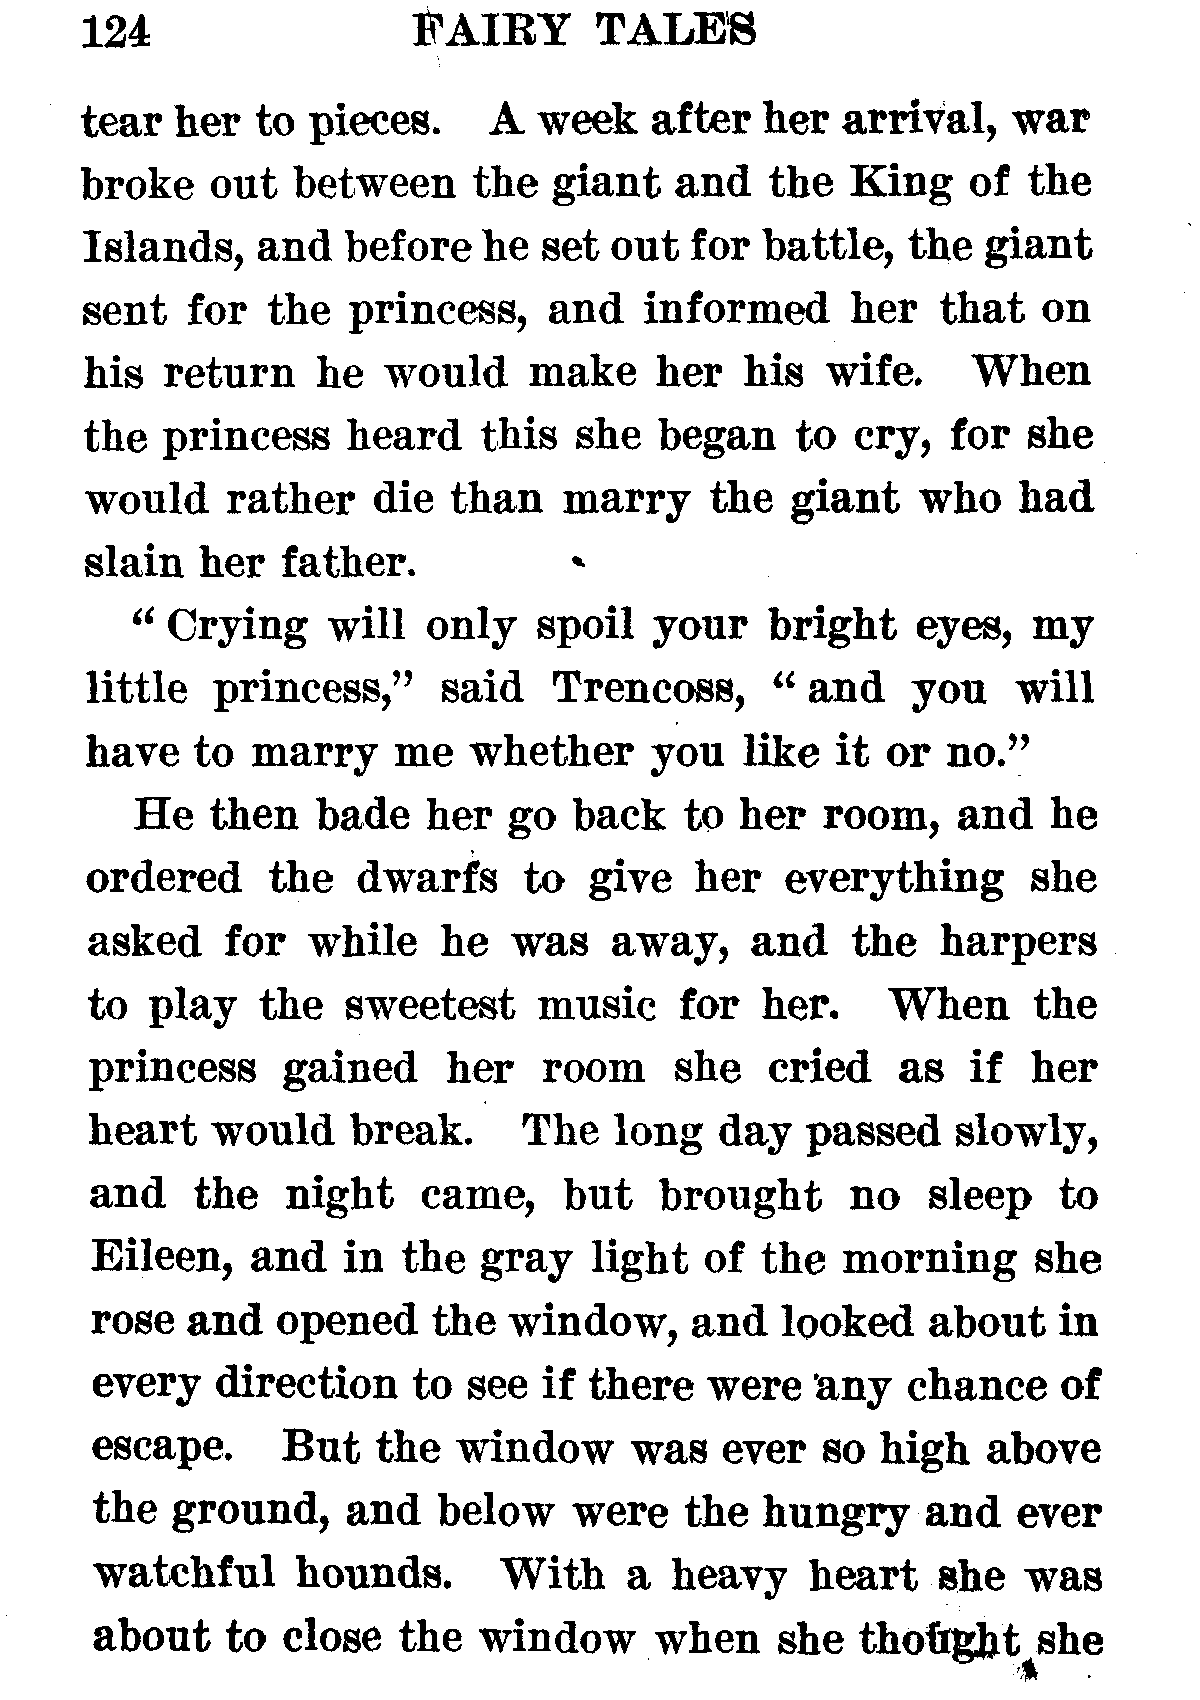 124 FAIRY TALES
tear her to pieces. A week after her arrival, war
broke out between the giant and the King of the
Islands, and before he set out for battle, the giant
sent for the princess, and informed her that on
his return he would make her his wife. When
the princess heard this she began to cry, for she
would rather die than marry the giant who had
slain her father.
“Crying will only spoil your bright eyes, my
little princess,” said Trencoss, “and you will
have to marry me whether you like it or no.”
He then bade her go back to her room, and he
ordered the dwarfs to give her everything she
asked for while he was away, and the harpers
to play the sweetest music for her. When the
princess gained her room she cried as if her
heart would break. The long day passed slowly,
and the night came, but brought no sleep to
Eileen, and in the gray light of the morning she
rose and opened the window, and looked about in
every direction to see if there were any chance of
escape. But the window was ever so high above
the ground, and below were the hungry and ever
watchful hounds. With a heavy heart she was
about to close the window when she thought she